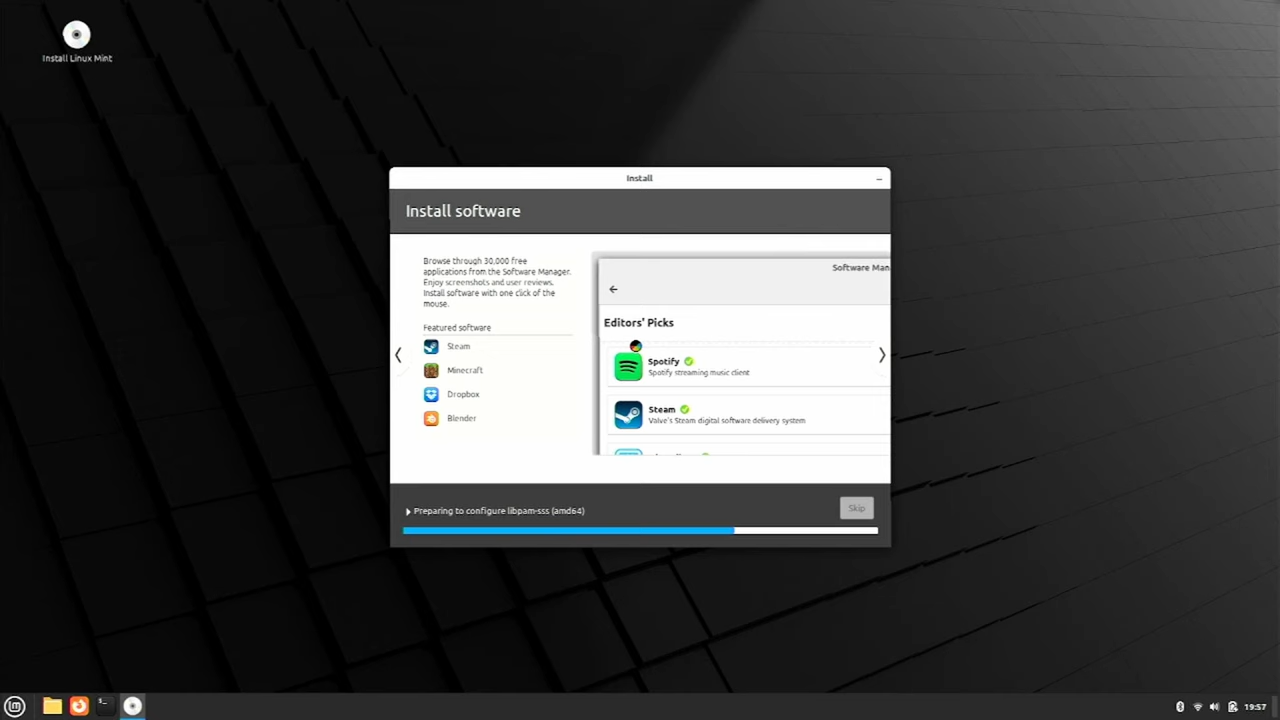 Install Linux Mint
Install
Install software
Browse through 30,000 free
applications from the Software Manager.
Enjoy screenshots and user reviews.
Install software with one click of the
mouse.
Featured software
Steam
Minecraft
Dropbox
Blender
Software Man
Editors' Picks
Spotify
Spotify streaming music client
Steam
Valve's Steam digital software delivery system
Preparing to configure libpam-sss (amd64)
Skip
19:57